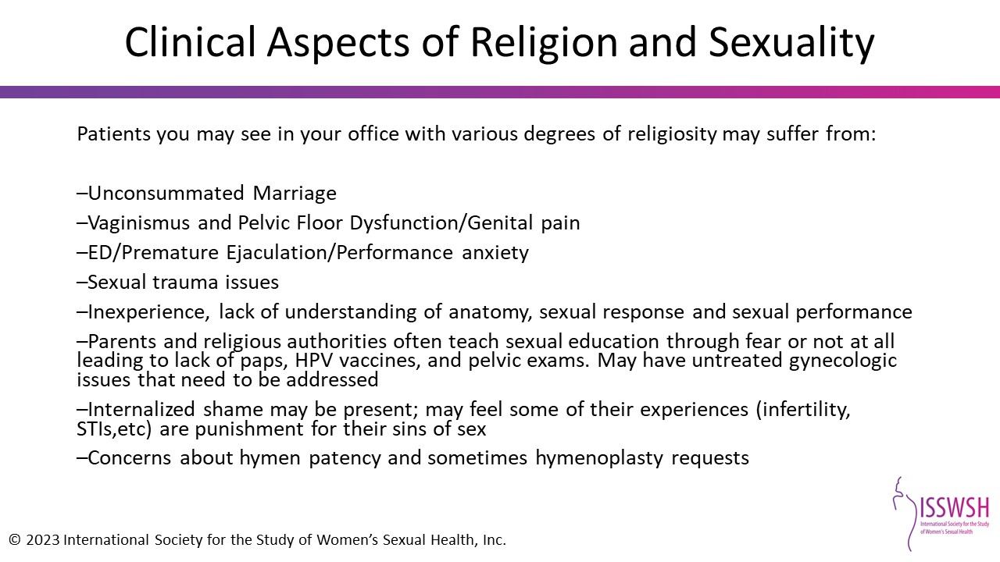 Clinical Aspects of Religion and Sexuality
Patients you may see in your office with various degrees of religiosity may suffer from:
–Unconsummated Marriage
–Vaginismus and Pelvic Floor Dysfunction/Genital pain
–ED/Premature Ejaculation/Performance anxiety
–Sexual trauma issues
–Inexperience, lack of understanding of anatomy, sexual response and sexual performance
–Parents and religious authorities often teach sexual education through fear or not at all
leading to lack of paps, HPV vaccines, and pelvic exams. May have untreated gynecologic
issues that need to be addressed
–Internalized shame may be present; may feel some of their experiences (infertility,
STIs,etc) are punishment for their sins of sex
–Concerns about hymen patency and sometimes hymenoplasty requests
ISSWSH
International Society for the Study
of Women's Sexual Health
© 2023 International Society for the Study of Women’s Sexual Health, Inc.